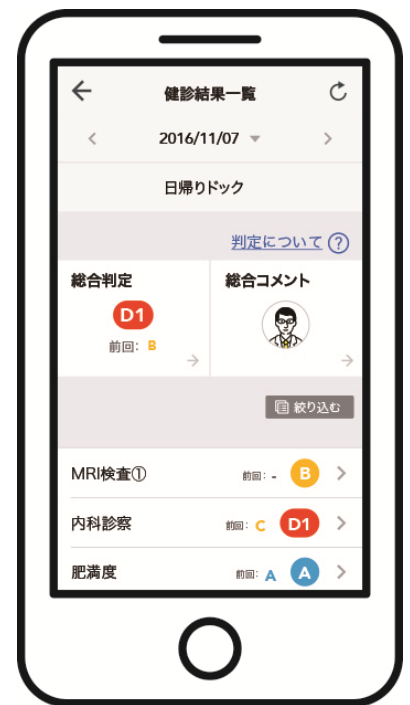 健診結果一覧
2016/11/07
日帰りドック
判定について ?
総合判定
D1
前回: B
総合コメント
絞り込む
MRI検査① 前回: - B
内科診察 前回: C D1
肥満度 前回: A A